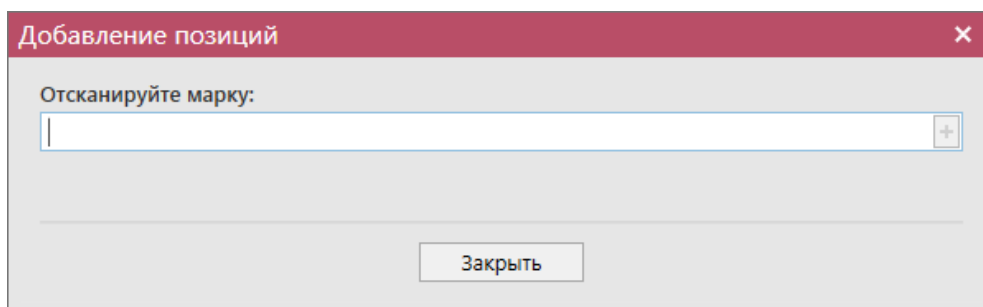 Добавление позиций
Отсканируйте марку:
Закрыть